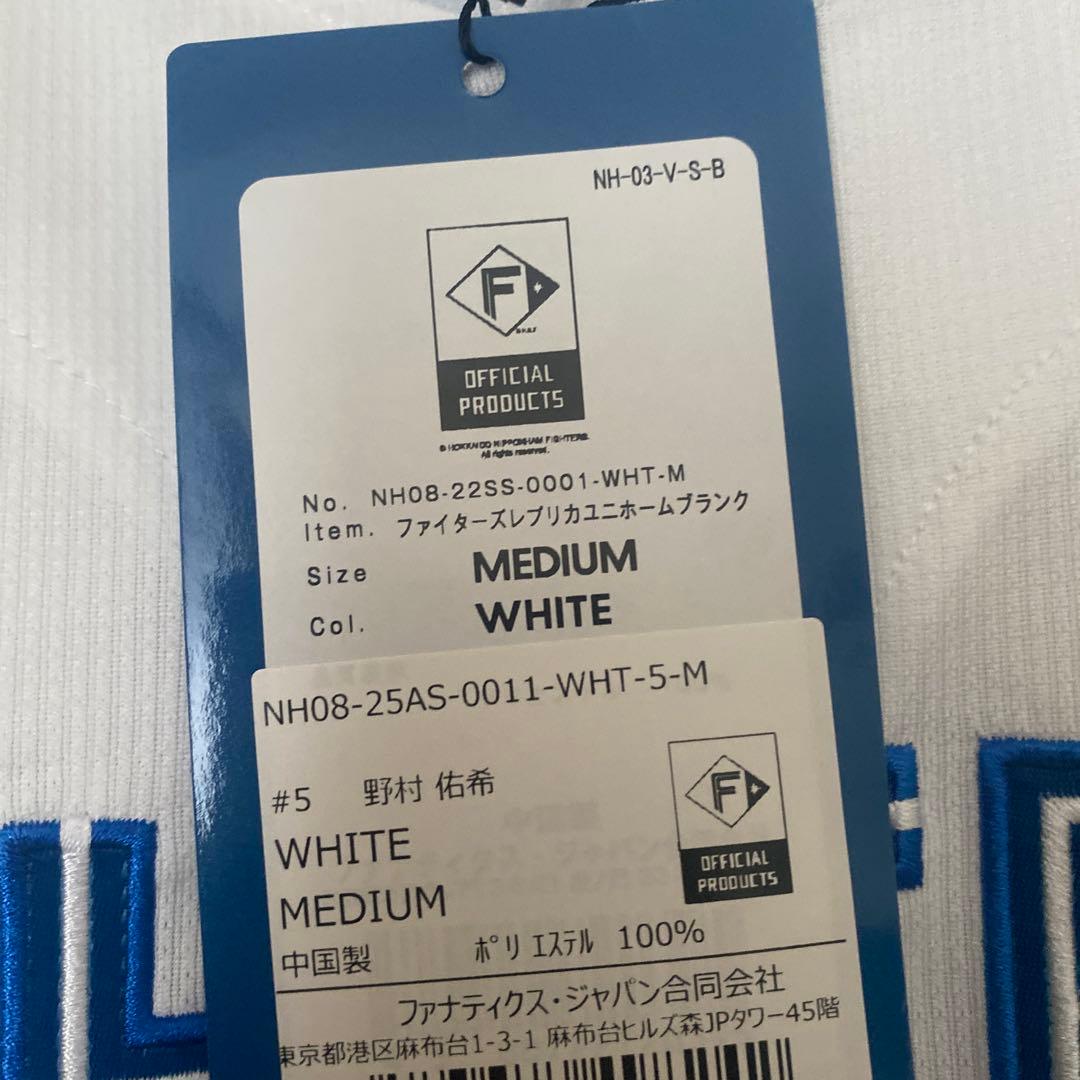 NH-03-V-S-B
F
OFFICIAL
PRODUCTS
© HOKKAIDO NIPPON-HAM FIGHTERS.
All rights reserved.
No. NH08-22SS-0001-WHT-M
Item. ファイターズレプリカユニホームブランク
Size MEDIUM
Col. WHITE
NH08-25AS-0011-WHT-5-M
#5 野村 佑希
F
OFFICIAL
PRODUCTS
WHITE
MEDIUM
中国製 ポリエステル 100%
ファナティクス・ジャパン合同会社
東京都港区麻布台1-3-1 麻布台ヒルズ森JPタワー45階